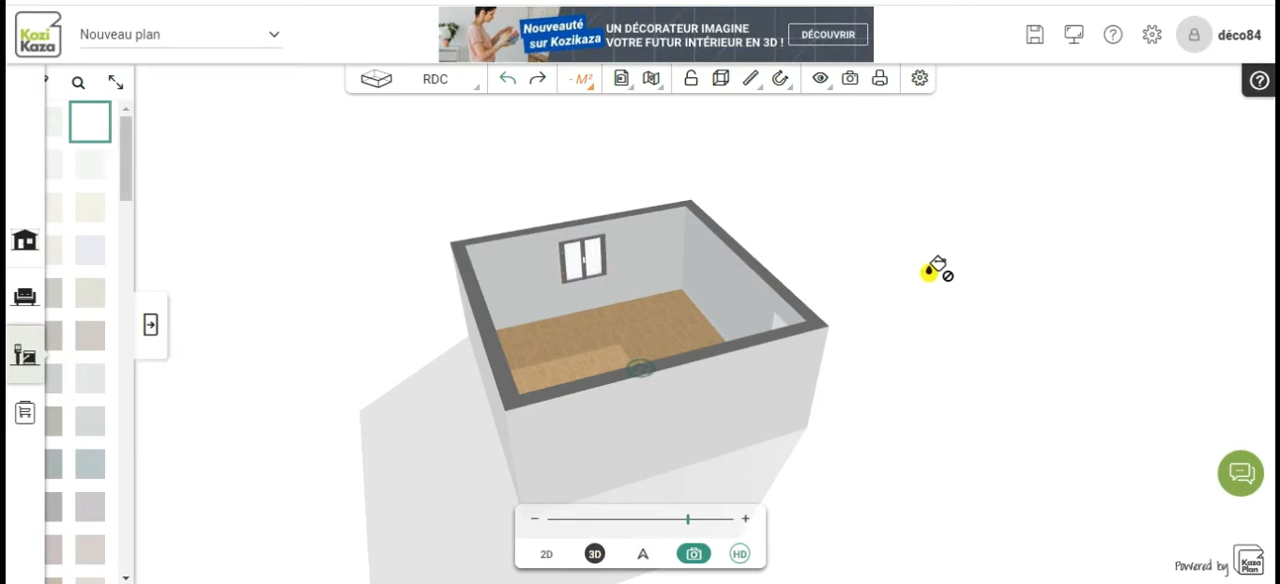 Kozi
Kaza
Nouveau plan
Nouveauté
sur Kozikaza
UN DÉCORATEUR IMAGINE
VOTRE FUTUR INTÉRIEUR EN 3D !
DÉCOUVRIR
déco84
RDC
- M²
2D
3D
HD
Powered by
Kaza
Plan